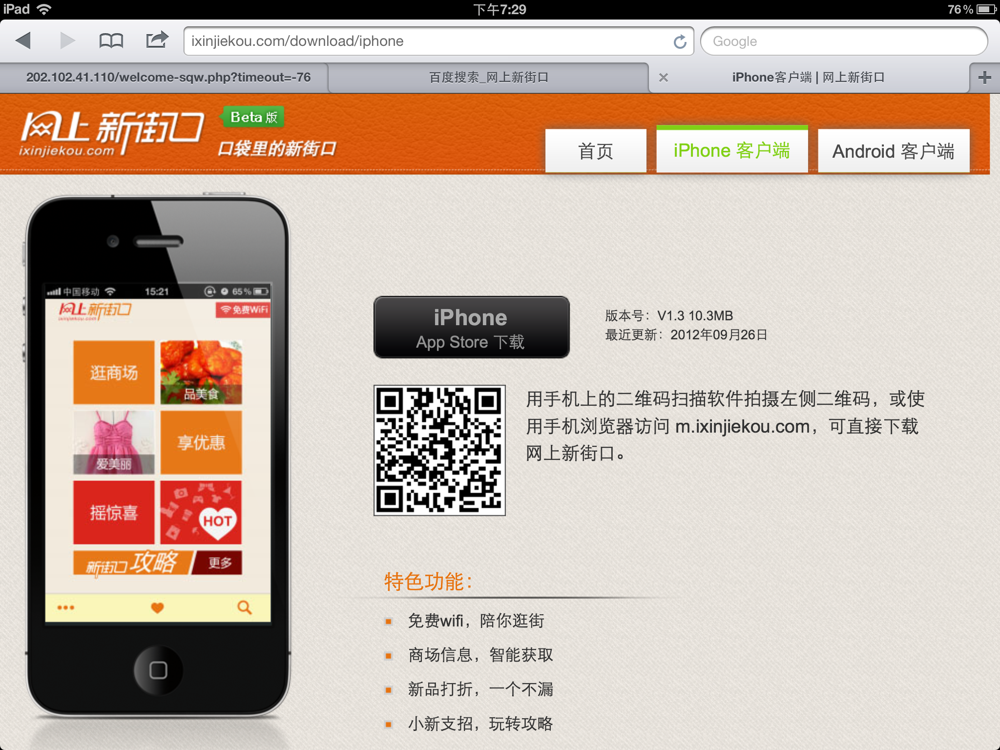 iPad
下午7:29
76%
ixinjiekou.com/download/iphone
Google
202.102.41.110/welcome-sqw.php?timeout=-76
百度搜索_网上新街口
iPhone客户端 | 网上新街口
网上新街口
ixinjiekou.com
Beta 版
口袋里的新街口
首页
iPhone 客户端
Android 客户端
中国移动
15:21
65%
网上新街口
ixinjiekou.com
免费WiFi
逛商场
品美食
爱美丽
享优惠
摇惊喜
HOT
新街口攻略
更多
iPhone
App Store 下载
版本号：V1.3 10.3MB
最近更新：2012年09月26日
用手机上的二维码扫描软件拍摄左侧二维码，或使
用手机浏览器访问 m.ixinjiekou.com，可直接下载
网上新街口。
特色功能：
免费wifi，陪你逛街
商场信息，智能获取
新品打折，一个不漏
小新支招，玩转攻略